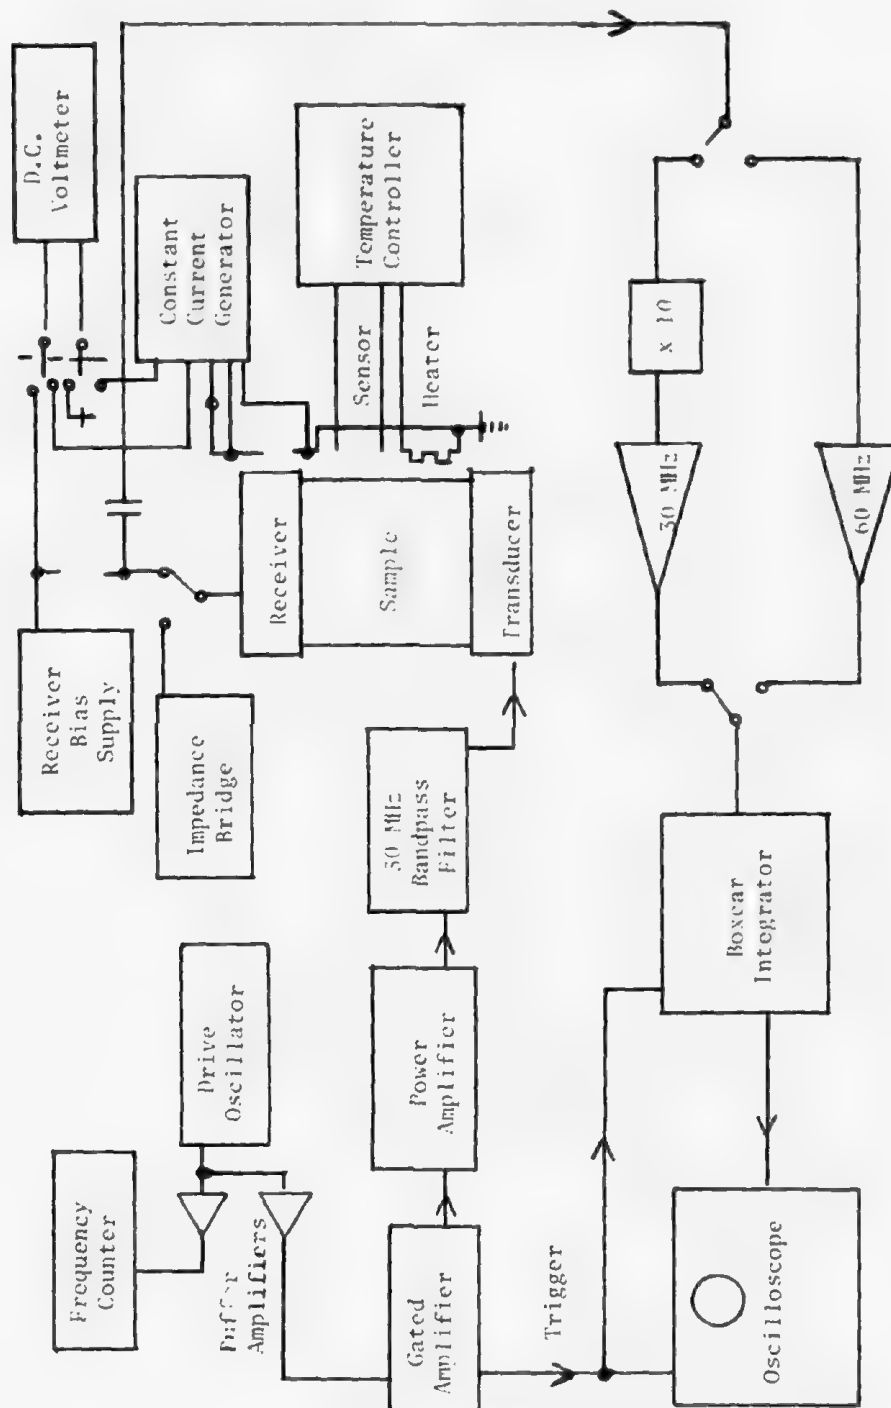 Frequency
Counter
Drive
Oscillator
Buffer
Amplifiers
Gated
Amplifier
Power
Amplifier
30 MHz
Bandpass
Filter
Trigger
Oscilloscope
Boxcar
Integrator
Receiver
Bias
Supply
Impedance
Bridge
Receiver
Sample
Transducer
D.C.
Voltmeter
Constant
Current
Generator
Temperature
Controller
Sensor
Heater
x 10
30 MHz
60 MHz